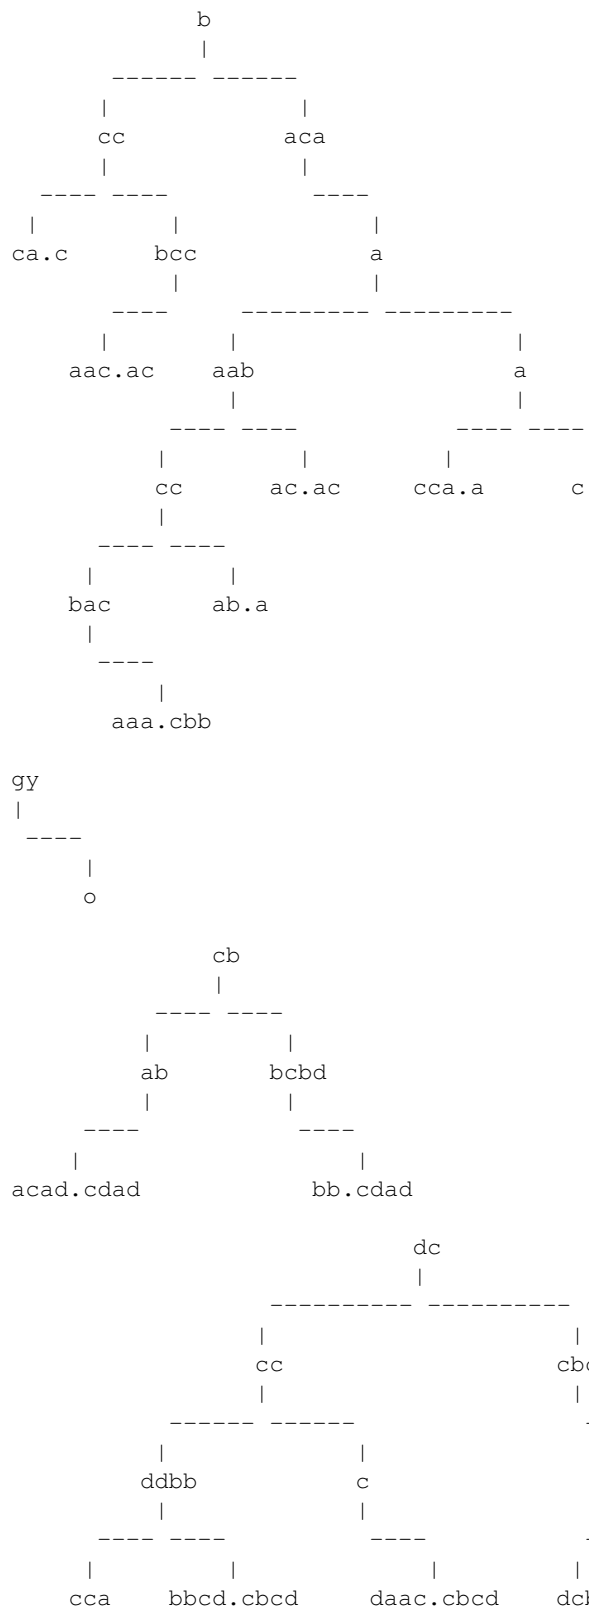 b
|
------ ------
| |
cc aca
| |
---- ---- ----
| | |
ca.c bcc a
| |
---- --------- ---------
| | |
aac.ac aab a
| |
---- ---- ---- ----
| | |
cc ac.ac cca.a c
|
---- ----
| |
bac ab.a
|
----
|
aaa.cbb
gy
|
----
|
o
cb
|
---- ----
| |
ab bcbd
| |
---- ----
| |
acad.cdad bb.cdad
dc
|
---------- ----------
| |
cc
| |
------ ------ -
| |
ddbb c
| |
---- ---- ---- -
| | | |
cca bbcd.cbcd daac.cbcd